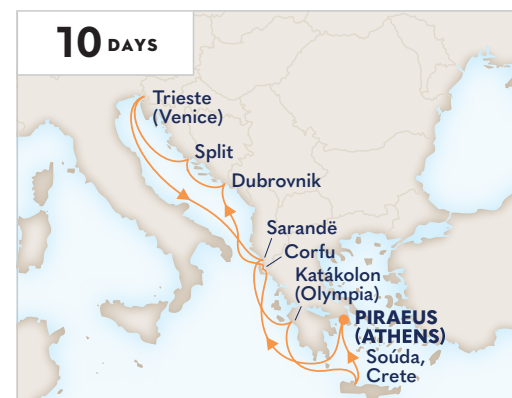 10 DAYS
Trieste
(Venice)
Split
Dubrovnik
Sarandë
Corfu
Katákolon
(Olympia)
PIRAEUS
(ATHENS)
Soúda,
Crete